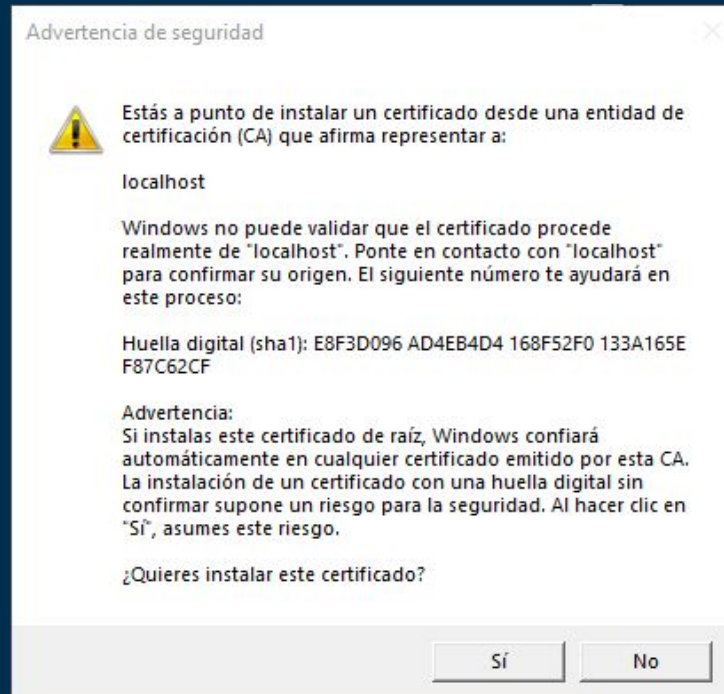 Advertencia de seguridad
Estás a punto de instalar un certificado desde una entidad de
certificación (CA) que afirma representar a:
localhost
Windows no puede validar que el certificado procede
realmente de "localhost". Ponte en contacto con "localhost"
para confirmar su origen. El siguiente número te ayudará en
este proceso:
Huella digital (sha1): E8F3D096 AD4EB4D4 168F52F0 133A165E
F87C62CF
Advertencia:
Si instalas este certificado de raíz, Windows confiará
automáticamente en cualquier certificado emitido por esta CA.
La instalación de un certificado con una huella digital sin
confirmar supone un riesgo para la seguridad. Al hacer clic en
"Sí", asumes este riesgo.
¿Quieres instalar este certificado?
Sí
No